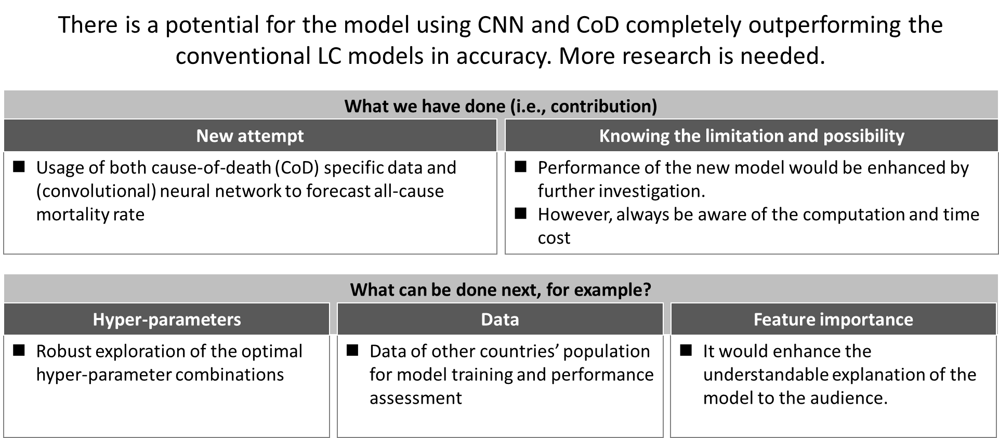 There is a potential for the model using CNN and CoD completely outperforming the
conventional LC models in accuracy. More research is needed.
What we have done (i.e., contribution)
New attempt
■ Usage of both cause-of-death (CoD) specific data and
(convolutional) neural network to forecast all-cause
mortality rate
Knowing the limitation and possibility
■ Performance of the new model would be enhanced by
further investigation.
■ However, always be aware of the computation and time
cost
What can be done next, for example?
Hyper-parameters
■ Robust exploration of the optimal
hyper-parameter combinations
Data
■ Data of other countries’ population
for model training and performance
assessment
Feature importance
■ It would enhance the
understandable explanation of the
model to the audience.